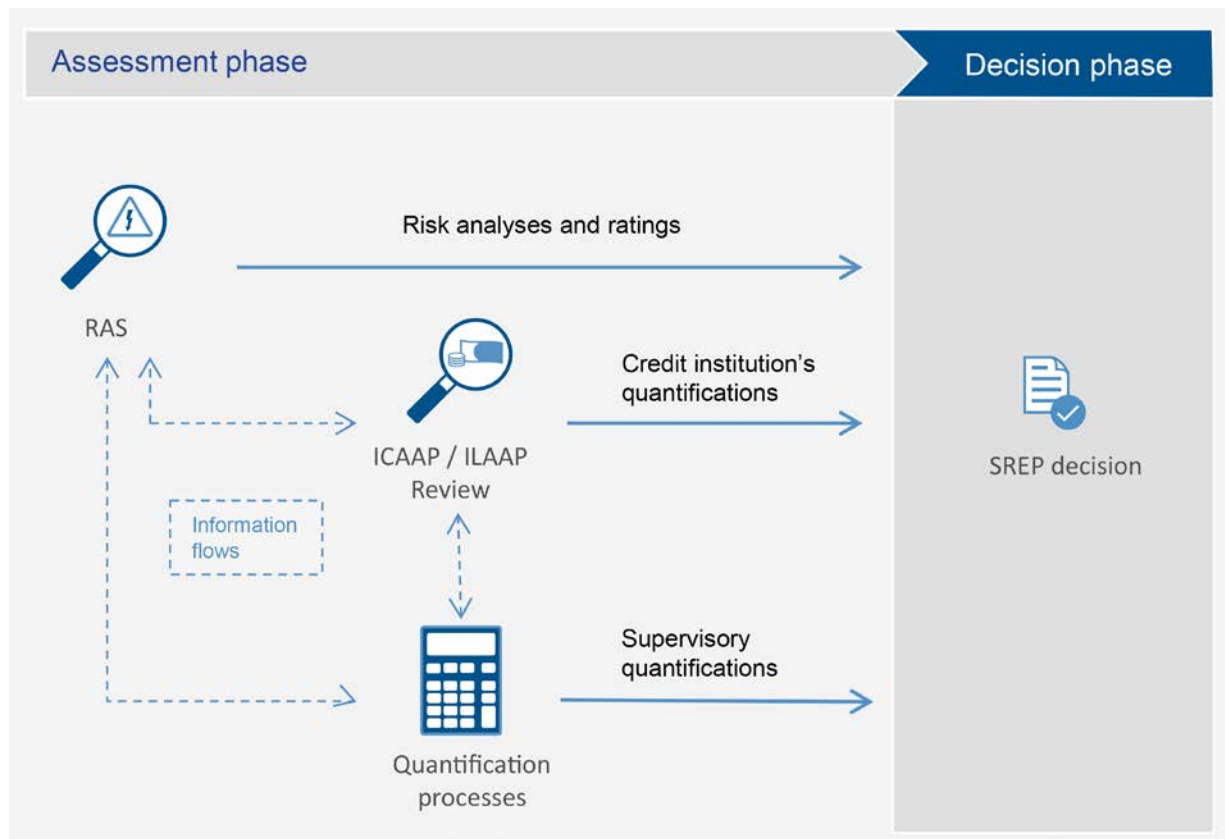 Assessment phase
Decision phase
Risk analyses and ratings
RAS
Credit institution’s
quantifications
ICAAP / ILAAP
Review
SREP decision
Information
flows
Supervisory
quantifications
Quantification
processes